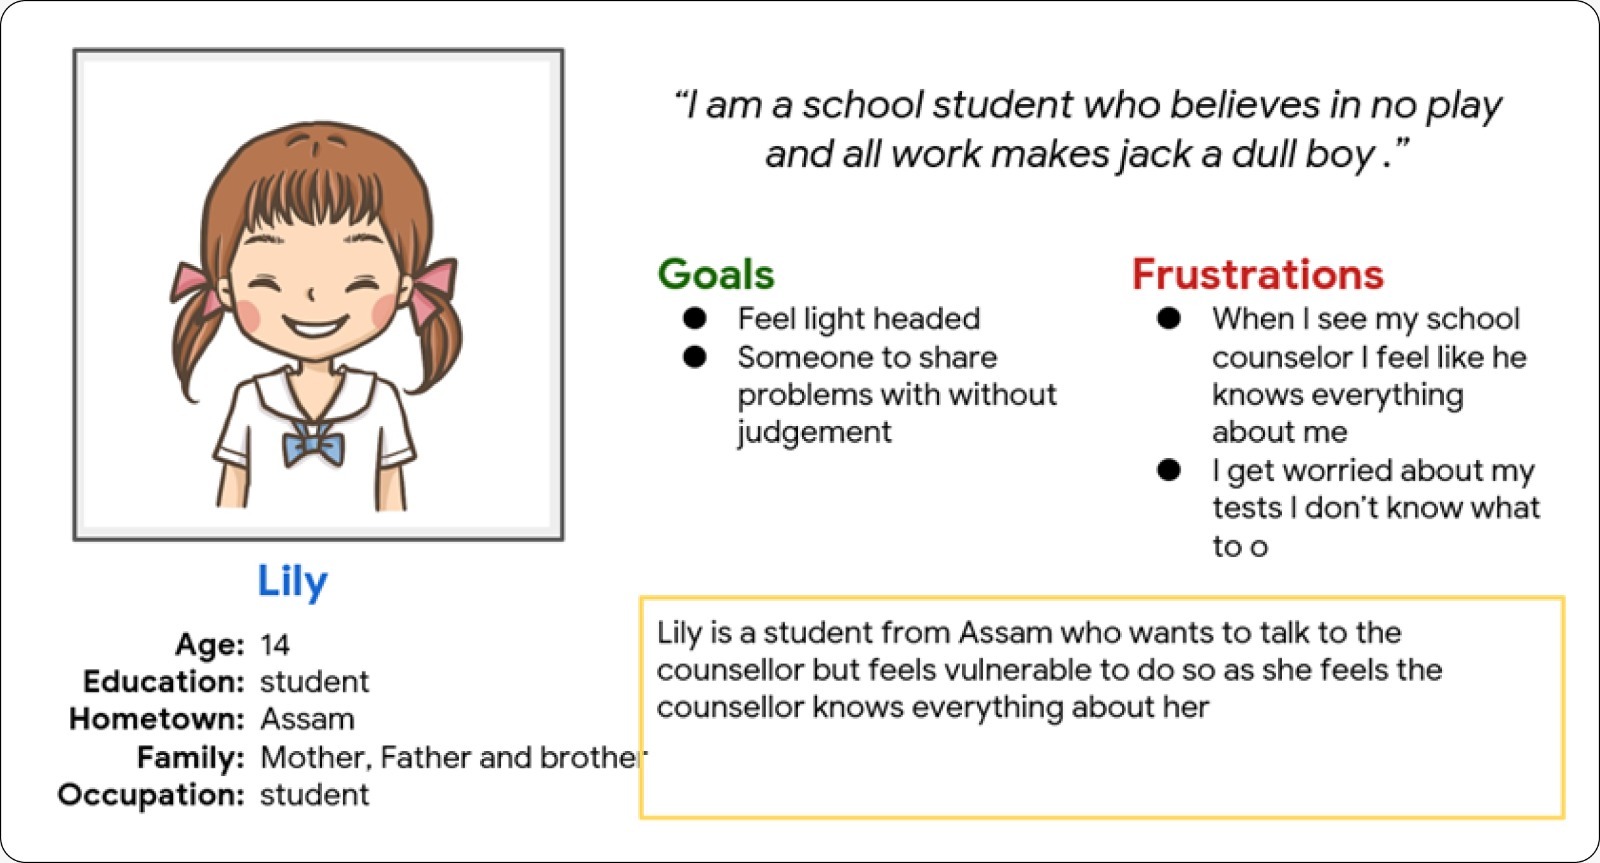 “I am a school student who believes in no play
and all work makes jack a dull boy .”
Goals
● Feel light headed
● Someone to share
problems with without
judgement
Frustrations
● When I see my school
counselor I feel like he
knows everything
about me
● I get worried about my
tests I don’t know what
to o
Lily
Age: 14
Education: student
Hometown: Assam
Family: Mother, Father and brother
Occupation: student
Lily is a student from Assam who wants to talk to the
counsellor but feels vulnerable to do so as she feels the
counsellor knows everything about her